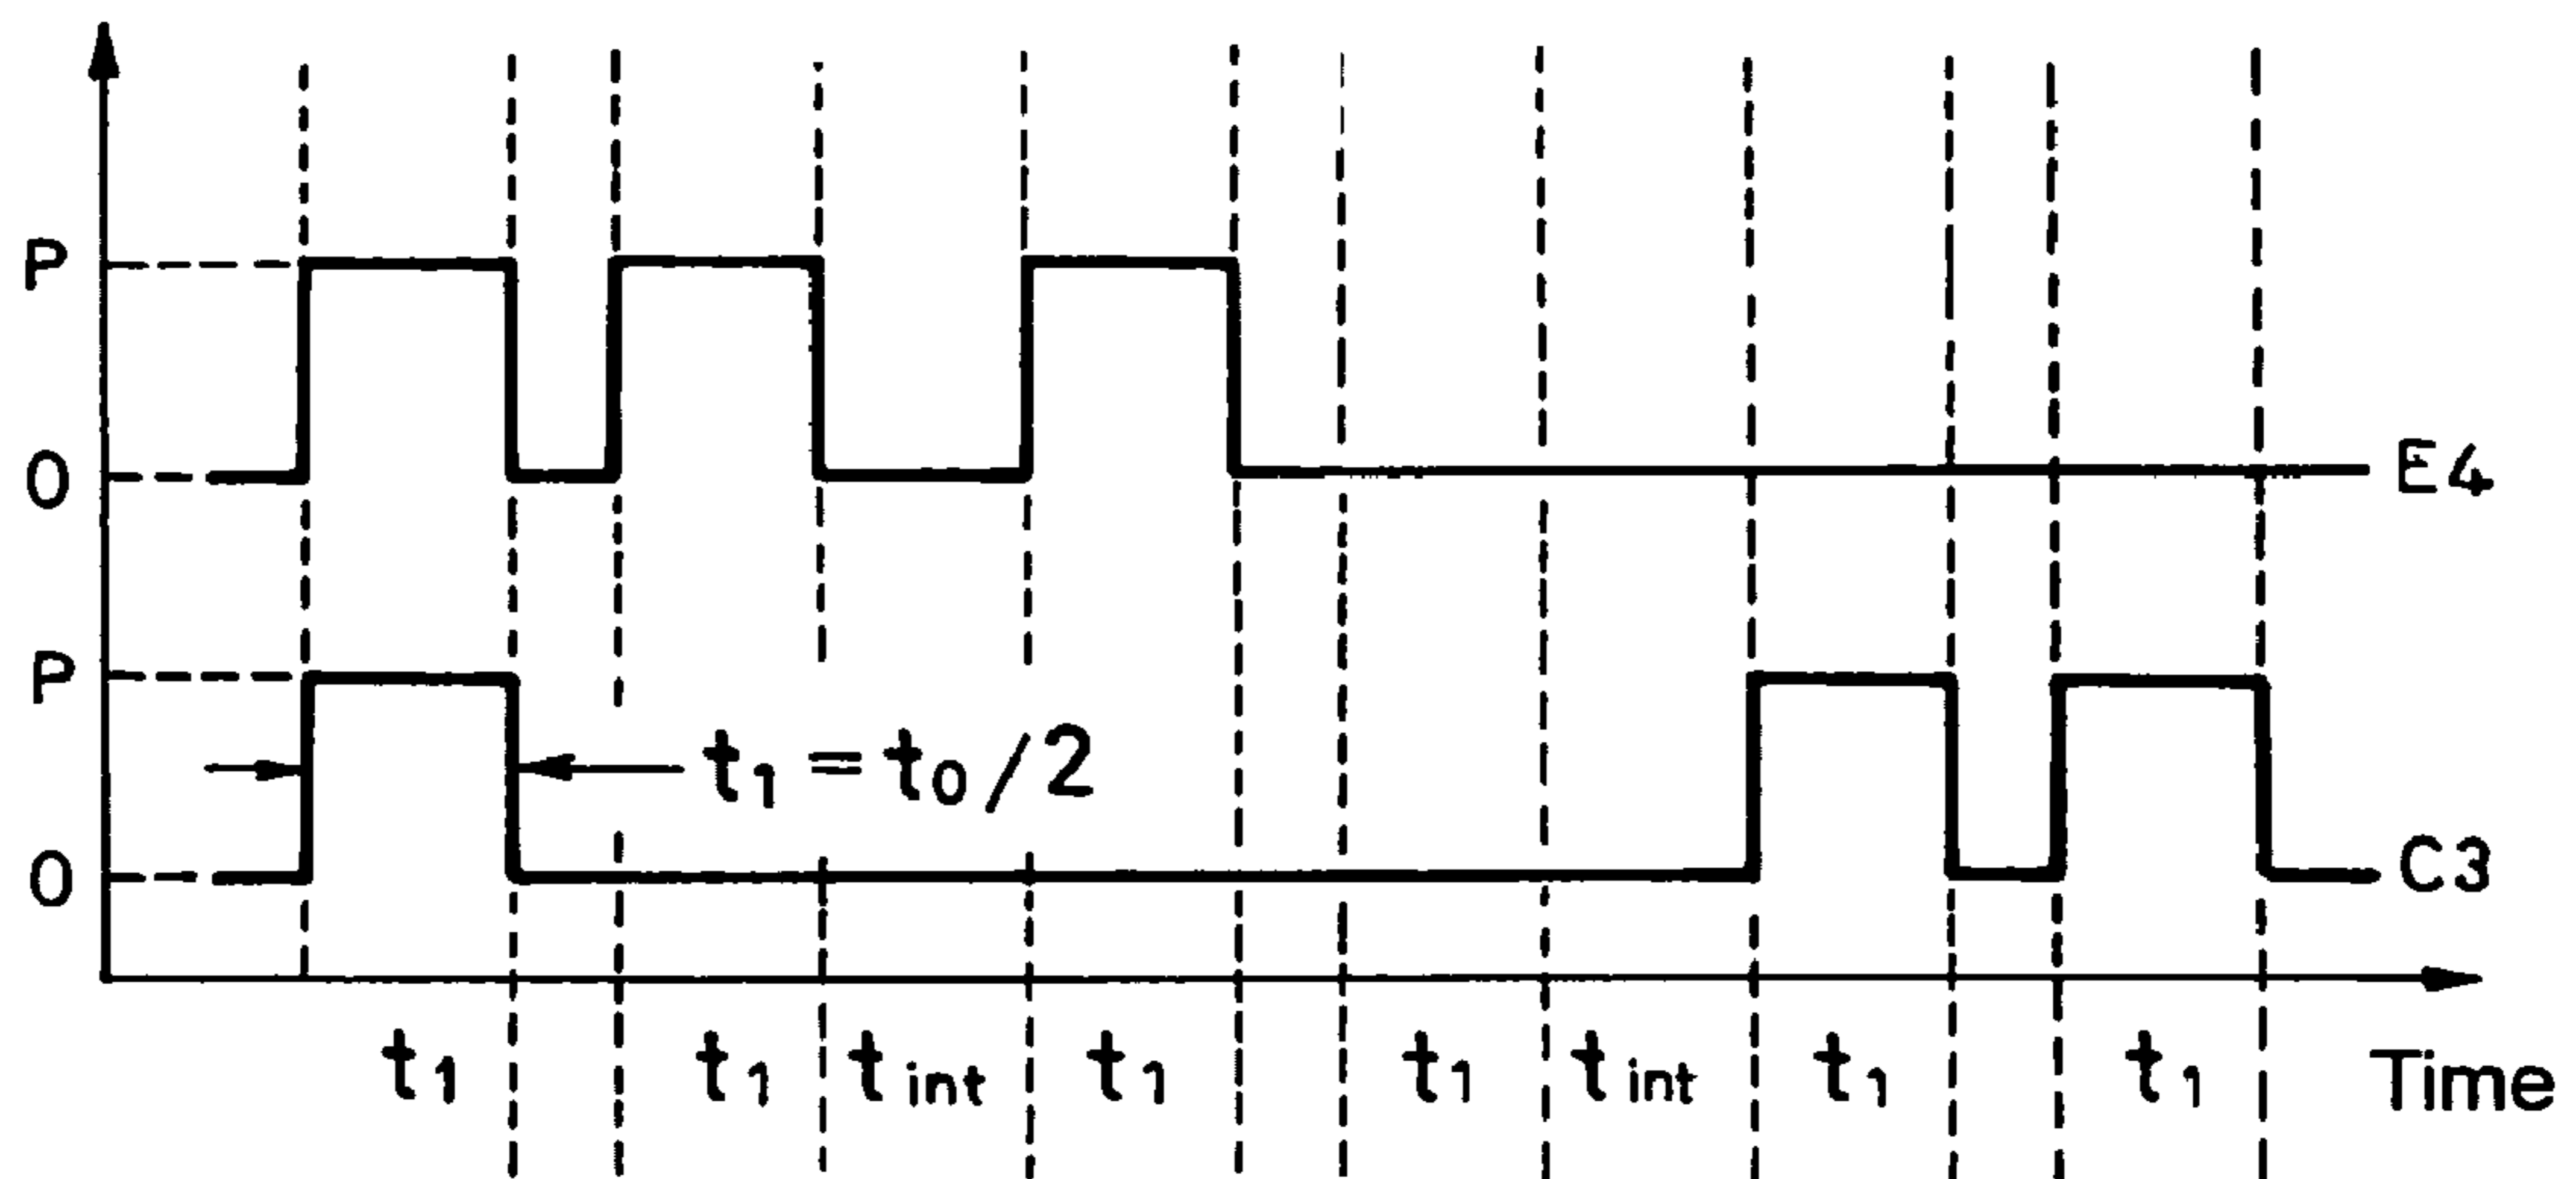 P
0 E4
P
t1 = t0/2
0 C3
t1 t1 tint t1 t1 tint t1 t1 Time